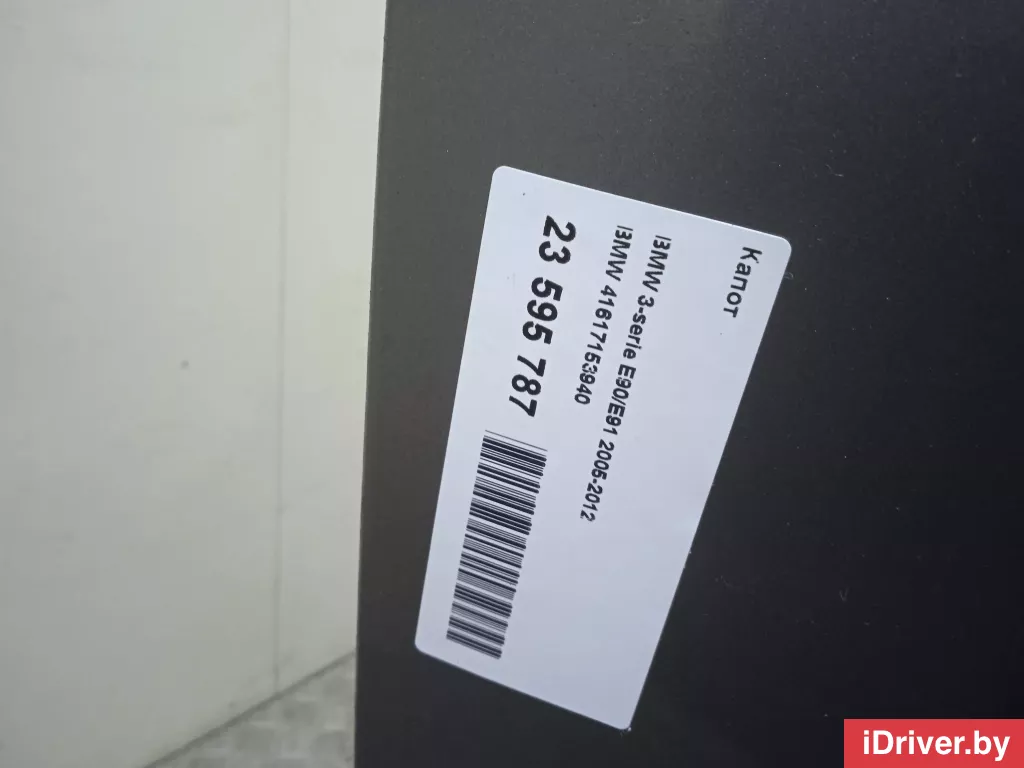 Капот
BMW 3-serie E90/E91 2005-2012
BMW 41617153940
23 595 787
iDriver.by